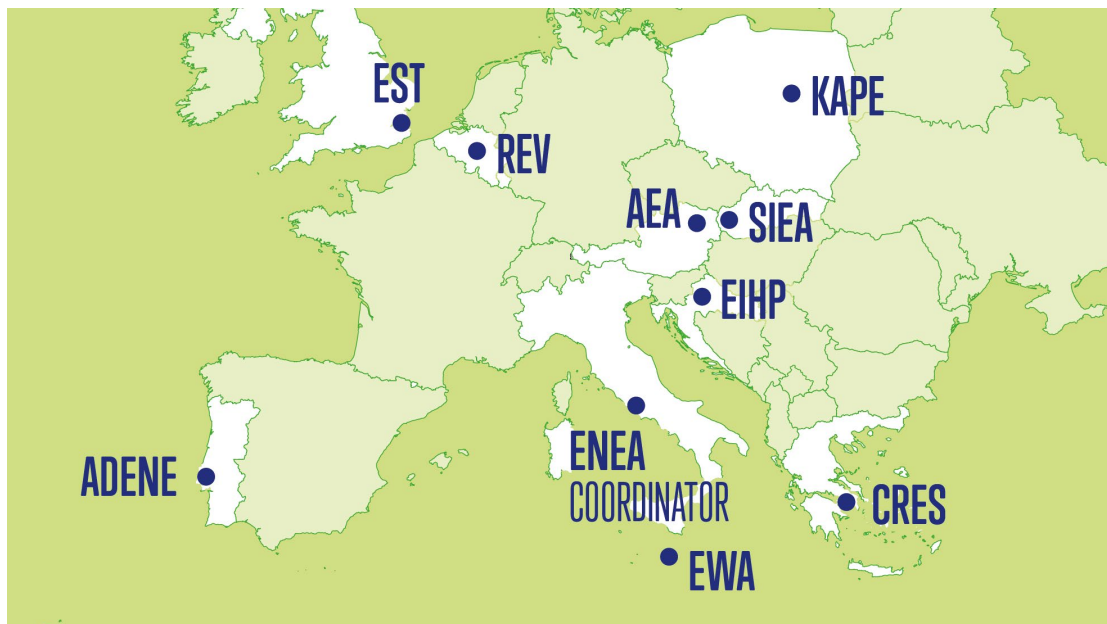 EST
KAPE
REV
AEA
SIEA
EIHP
ADENE
ENEA
COORDINATOR
CRES
EWA